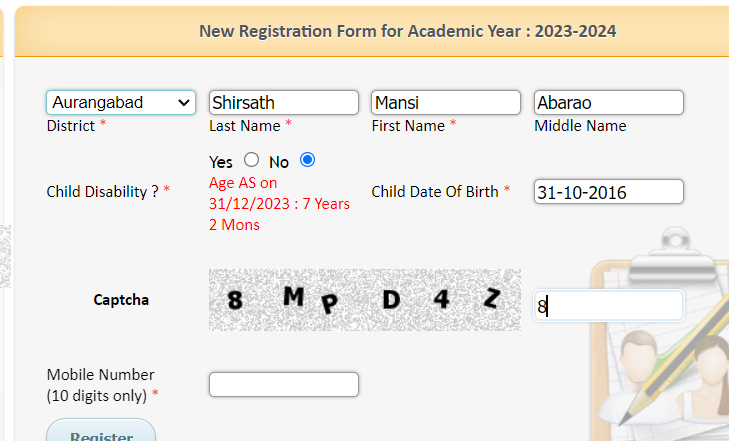 New Registration Form for Academic Year : 2023-2024
Aurangabad Shirsath Mansi Abarao
District * Last Name * First Name * Middle Name
Yes No
Child Disability ? * Age AS on Child Date Of Birth * 31-10-2016
31/12/2023 : 7 Years
2 Mons
Captcha 8 M P D 4 Z 8
Mobile Number
(10 digits only) *
Register